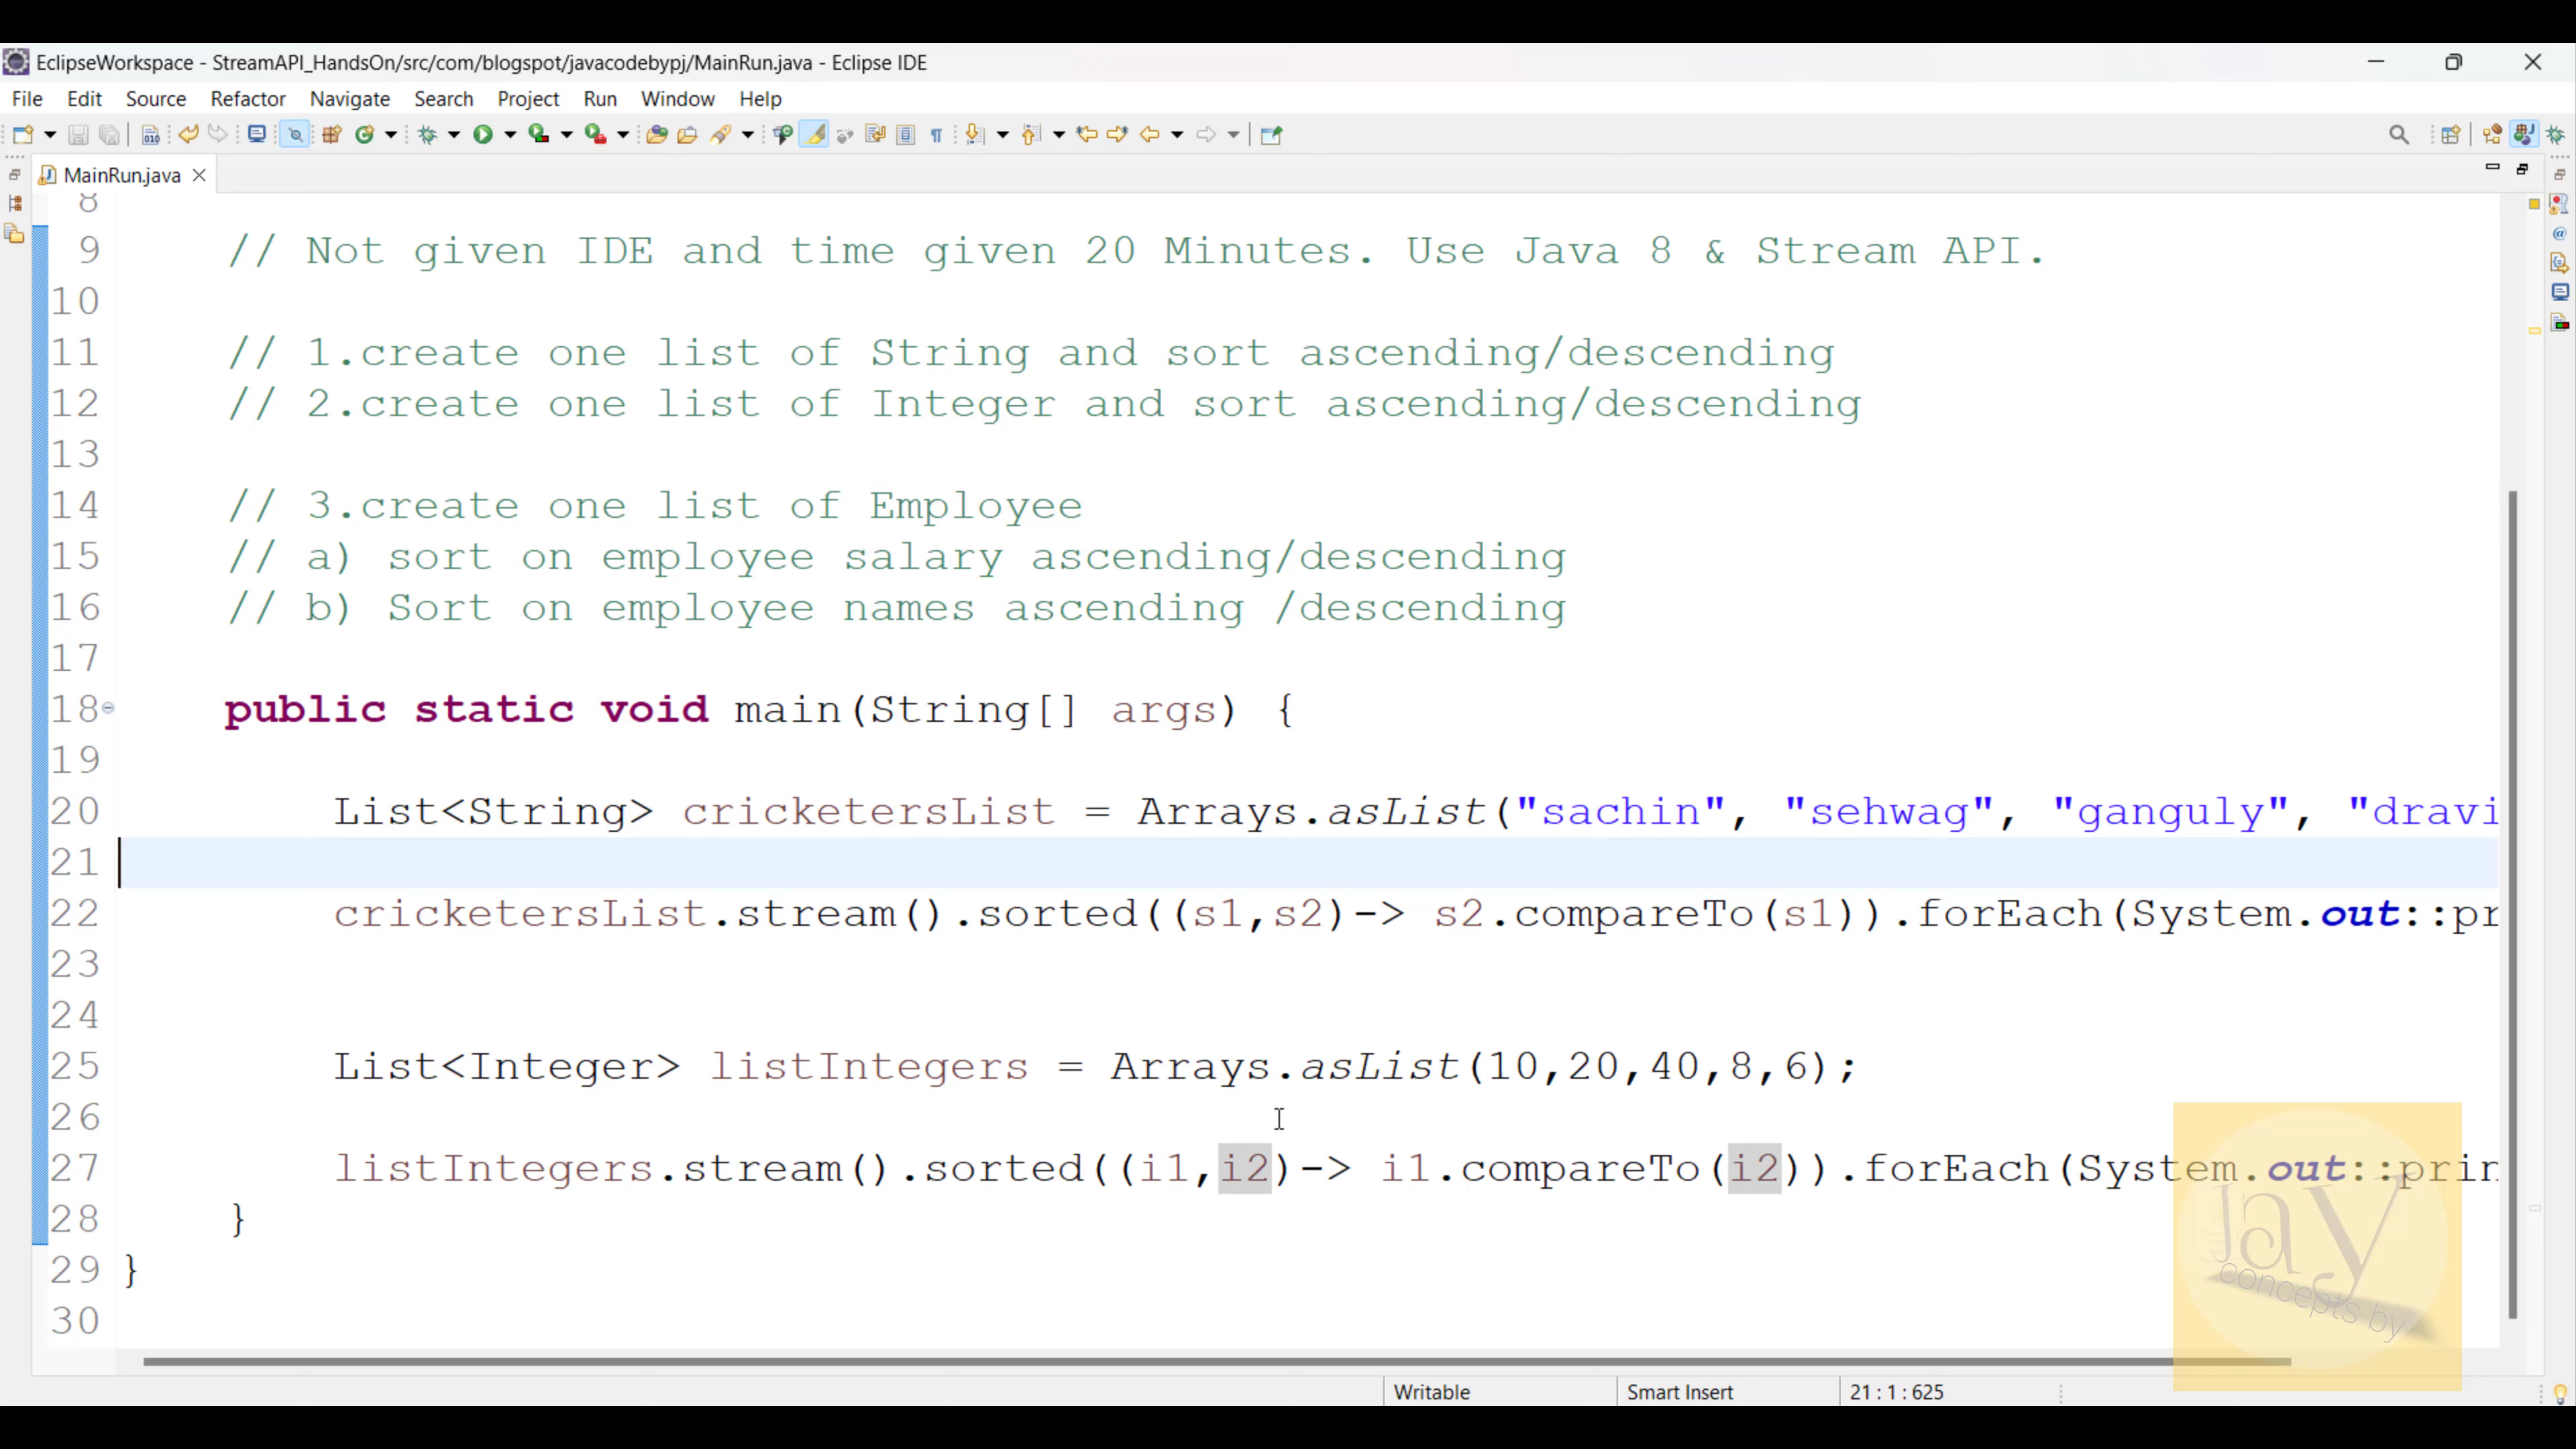 EclipseWorkspace - StreamAPI_HandsOn/src/com/blogspot/javacodebypj/MainRun.java - Eclipse IDE
File Edit Source Refactor Navigate Search Project Run Window Help
MainRun.java
8
9 // Not given IDE and time given 20 Minutes. Use Java 8 & Stream API.
10
11 // 1.create one list of String and sort ascending/descending
12 // 2.create one list of Integer and sort ascending/descending
13
14 // 3.create one list of Employee
15 // a) sort on employee salary ascending/descending
16 // b) Sort on employee names ascending /descending
17
18 public static void main(String[] args) {
19
20 List<String> cricketersList = Arrays.asList("sachin", "sehwag", "ganguly", "dravi
21
22 cricketersList.stream().sorted((s1,s2)-> s2.compareTo(s1)).forEach(System.out::pr
23
24
25 List<Integer> listIntegers = Arrays.asList(10,20,40,8,6);
26
27 listIntegers.stream().sorted((i1,i2)-> i1.compareTo(i2)).forEach(System.out::prin
28 }
29 }
30
Jay
concepts by
Writable Smart Insert 21 : 1 : 625